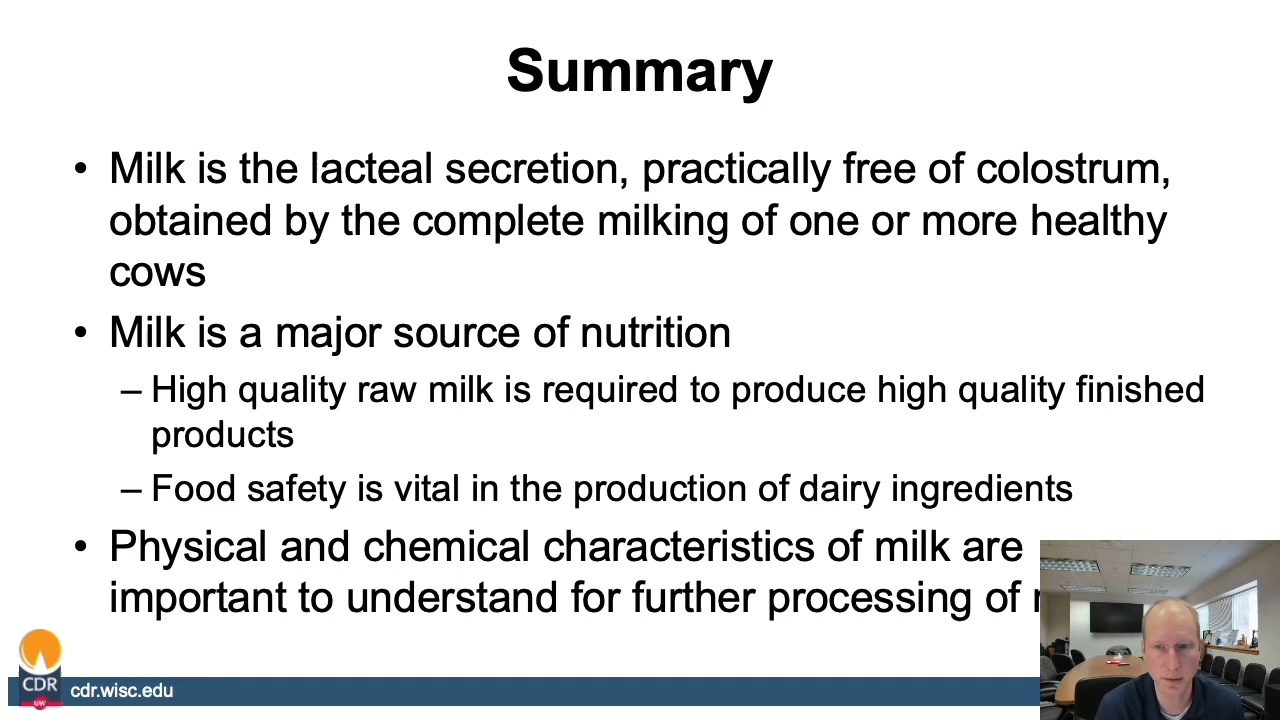 Summary
• Milk is the lacteal secretion, practically free of colostrum,
obtained by the complete milking of one or more healthy
cows
• Milk is a major source of nutrition
– High quality raw milk is required to produce high quality finished
products
– Food safety is vital in the production of dairy ingredients
• Physical and chemical characteristics of milk are
important to understand for further processing of
CDR
UW
cdr.wisc.edu